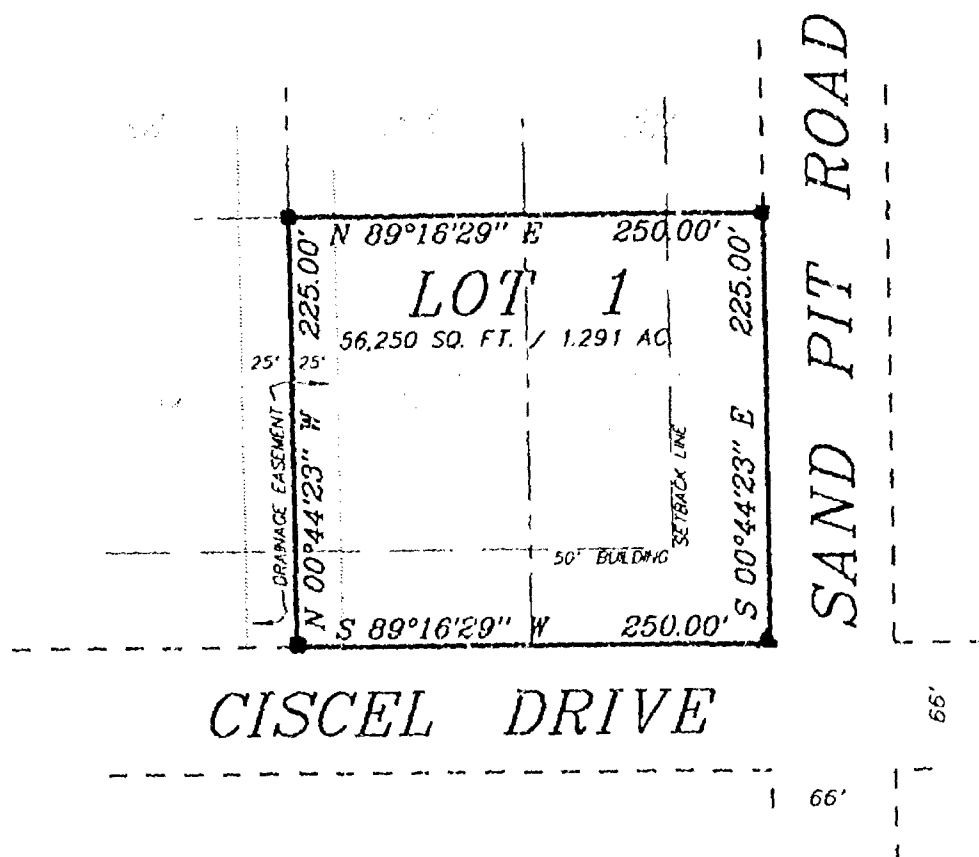 SAND PIT ROAD
N 89°16'29" E 250.00'
225.00'
225.00'
LOT 1
56,250 SQ. FT. / 1.291 AC
25' 25'
DRAINAGE EASEMENT
N 00°44'23" W
S 00°44'23" E
50' BUILDING
SETBACK LINE
S 89°16'29" W 250.00'
CISCEL DRIVE
66'
66'